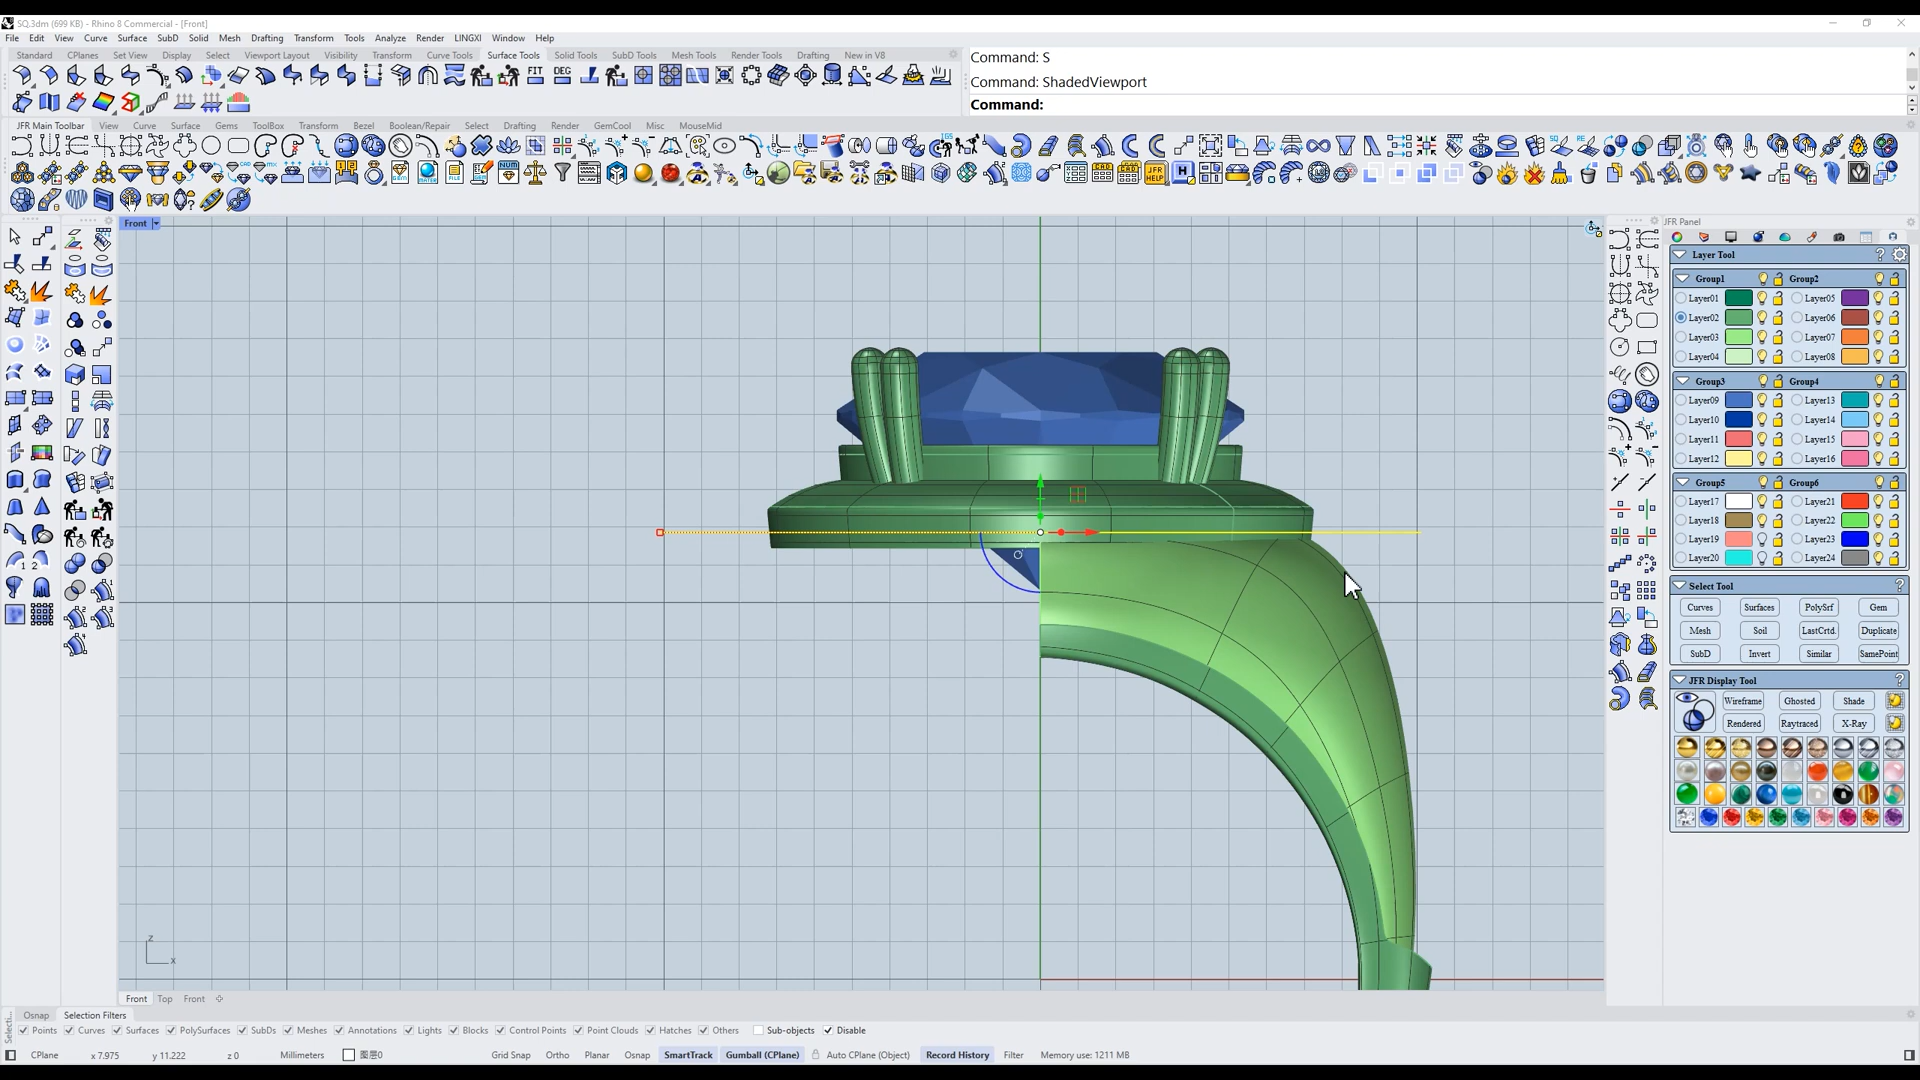 SQ.3dm (699 KB) - Rhino 8 Commercial - [Front]
File Edit View Curve Surface SubD Solid Mesh Drafting Transform Tools Analyze Render LINGXI Window Help
Standard CPlanes Set View Display Select Viewport Layout Visibility Transform Curve Tools Surface Tools Solid Tools SubD Tools Mesh Tools Render Tools Drafting New in V8
Command: S
Command: ShadedViewport
Command:
FIT DEG
JFR Main Toolbar View Curve Surface Gems ToolBox Transform Bezel Boolean/Repair Select Drafting Render GemCool Misc MouseMid
Front
JFR Panel
Layer Tool ?
Group1 Group2
Layer01 Layer05
Layer02 Layer06
Layer03 Layer07
Layer04 Layer08
Group3 Group4
Layer09 Layer13
Layer10 Layer14
Layer11 Layer15
Layer12 Layer16
Group5 Group6
Layer17 Layer21
Layer18 Layer22
Layer19 Layer23
Layer20 Layer24
Select Tool ?
Curves Surfaces PolySrf Gem
Mesh Soil LastCrtd. Duplicate
SubD Invert Similar SamePoint
JFR Display Tool ?
Wireframe Ghosted Shade
Rendered Raytraced X-Ray
z
x
Front Top Front
Osnap Selection Filters
Points Curves Surfaces PolySurfaces SubDs Meshes Annotations Lights Blocks Control Points Point Clouds Hatches Others Sub-objects Disable
CPlane x 7.975 y 11.222 z 0 Millimeters 图层0 Grid Snap Ortho Planar Osnap SmartTrack Gumball (CPlane) Auto CPlane (Object) Record History Filter Memory use: 1211 MB